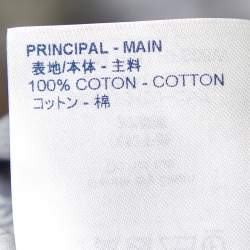 PRINCIPAL - MAIN
表地/本体 - 主料
100% COTON - COTTON
コットン - 棉